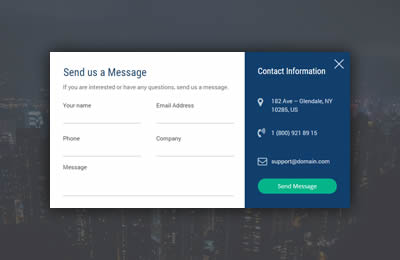 Send us a Message
If you are interested or have any questions, send us a message.
Your name
Email Address
Phone
Company
Message
Contact Information
182 Ave – Glendale, NY
10285, US
1 (800) 921 89 15
support@domain.com
Send Message